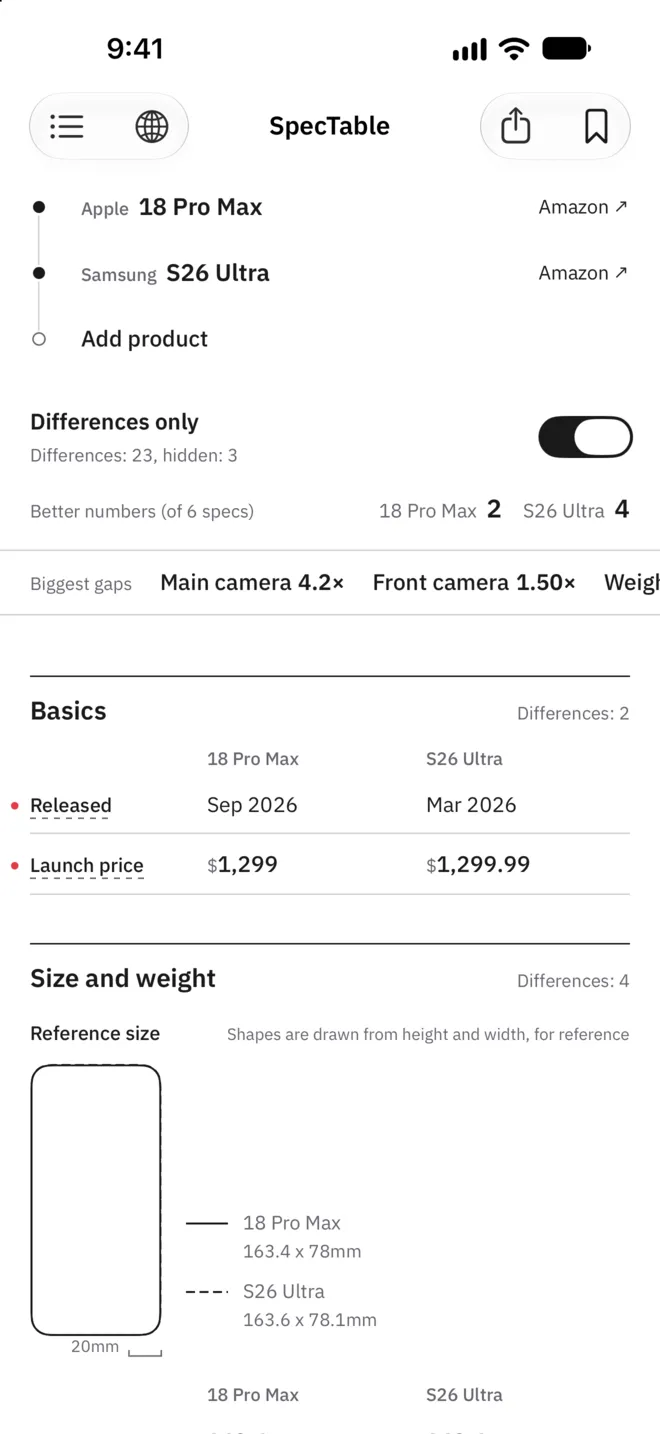 9:41
SpecTable
Apple 18 Pro Max Amazon ↗
Samsung S26 Ultra Amazon ↗
Add product
Differences only
Differences: 23, hidden: 3
Better numbers (of 6 specs) 18 Pro Max 2 S26 Ultra 4
Biggest gaps Main camera 4.2× Front camera 1.50× Weigh
Basics Differences: 2
18 Pro Max S26 Ultra
Released Sep 2026 Mar 2026
Launch price $1,299 $1,299.99
Size and weight Differences: 4
Reference size Shapes are drawn from height and width, for reference
18 Pro Max
163.4 x 78mm
S26 Ultra
163.6 x 78.1mm
20mm
18 Pro Max S26 Ultra